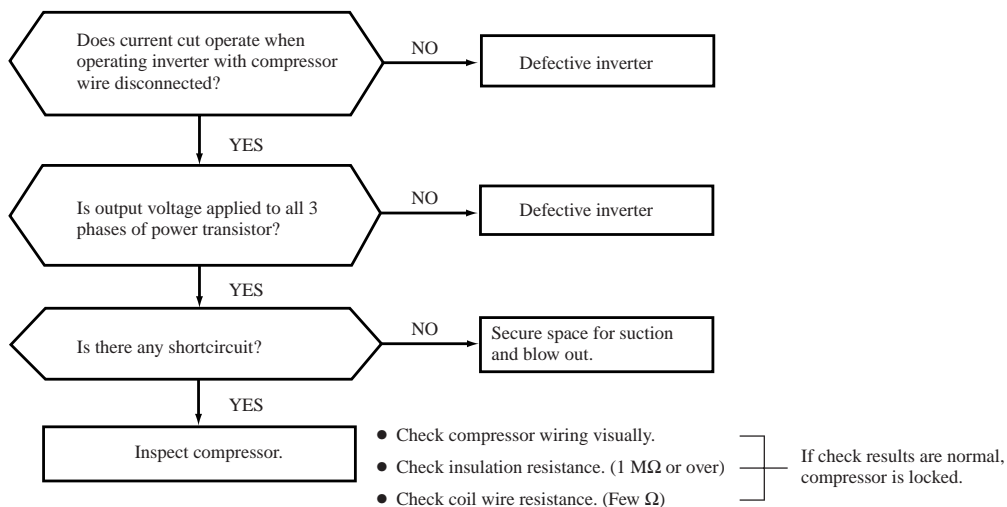 Does current cut operate when
operating inverter with compressor
wire disconnected?
NO
Defective inverter
YES
Is output voltage applied to all 3
phases of power transistor?
NO
Defective inverter
YES
Is there any shortcircuit?
NO
Secure space for suction
and blow out.
YES
Inspect compressor.
● Check compressor wiring visually.
● Check insulation resistance. (1 MΩ or over)
● Check coil wire resistance. (Few Ω)
If check results are normal,
compressor is locked.